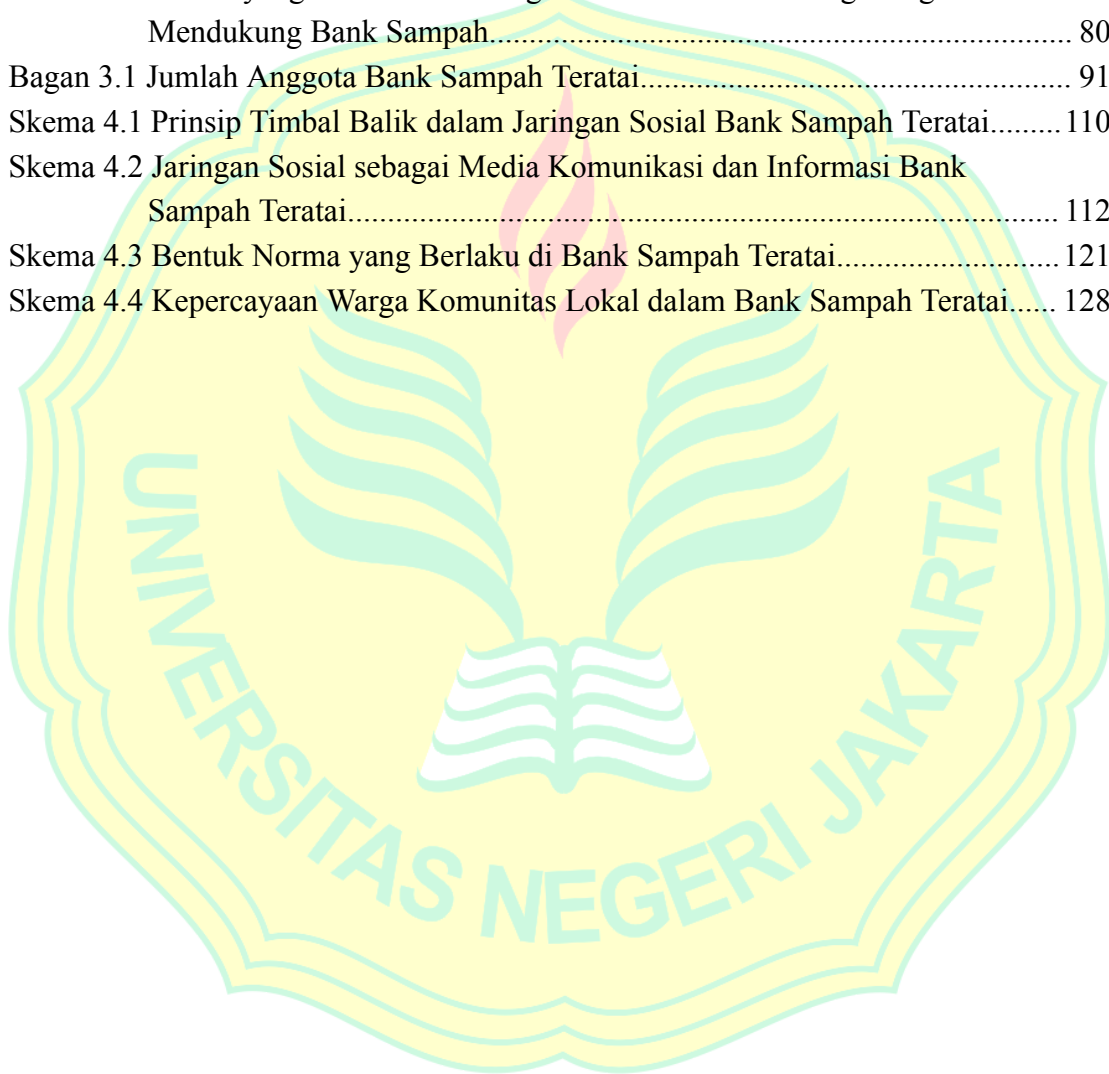 Mendukung Bank Sampah.................................................................................. 80
Bagan 3.1 Jumlah Anggota Bank Sampah Teratai............................................................. 91
Skema 4.1 Prinsip Timbal Balik dalam Jaringan Sosial Bank Sampah Teratai.........110
Skema 4.2 Jaringan Sosial sebagai Media Komunikasi dan Informasi Bank
Sampah Teratai.................................................................................................... 112
Skema 4.3 Bentuk Norma yang Berlaku di Bank Sampah Teratai................................121
Skema 4.4 Kepercayaan Warga Komunitas Lokal dalam Bank Sampah Teratai...... 128
UNIVERSITAS NEGERI JAKARTA